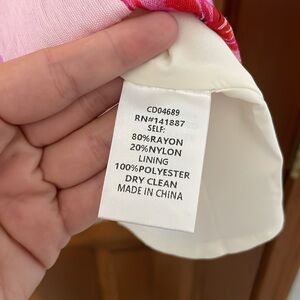 CD04689
RN#141887
SELF:
80%RAYON
20%NYLON
LINING
100%POLYESTER
DRY CLEAN
MADE IN CHINA